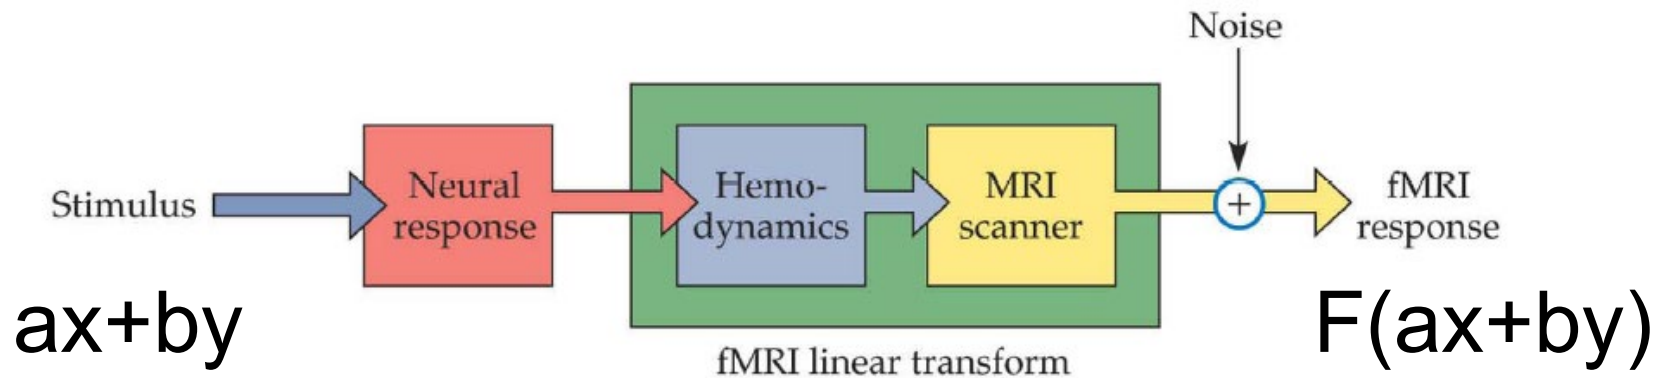 Noise
Stimulus
Neural
response
Hemo-
dynamics
MRI
scanner
+
fMRI
response
ax+by
F(ax+by)
fMRI linear transform